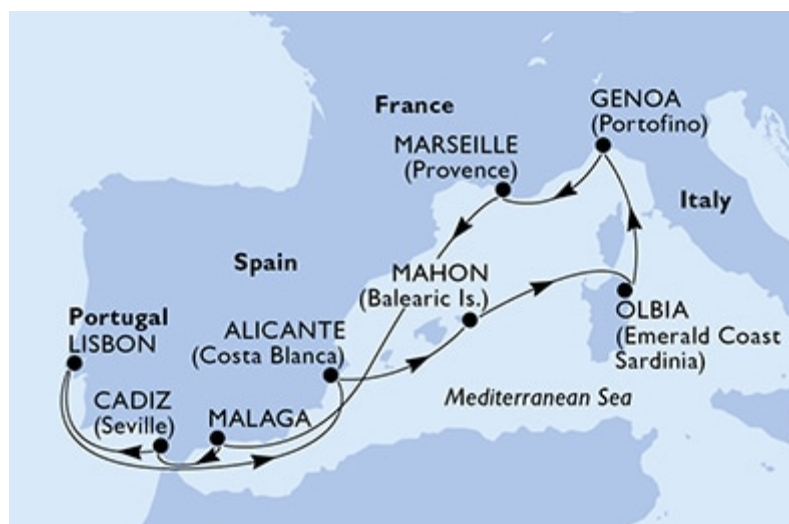 France
GENOA
(Portofino)
MARSEILLE
(Provence)
Italy
Spain
MAHON
(Balearic Is.)
Portugal
LISBON
ALICANTE
(Costa Blanca)
OLBIA
(Emerald Coast
Sardinia)
CADIZ
(Seville)
MALAGA
Mediterranean Sea